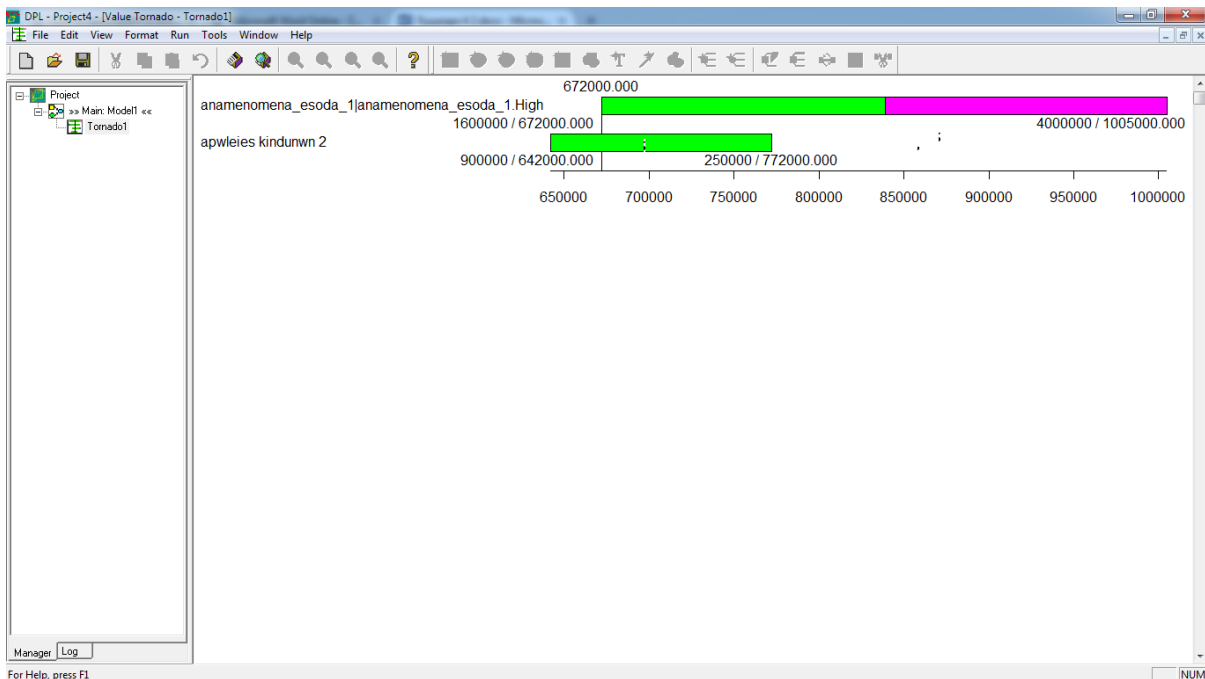 DPL - Project4 - [Value Tornado - Tornado1]
File Edit View Format Run Tools Window Help
Project
»» Main: Model1 ««
Tornado1
672000.000
anamenomena_esoda_1|anamenomena_esoda_1.High
1600000 / 672000.000 4000000 / 1005000.000
apwleies kindunwn 2
900000 / 642000.000 250000 / 772000.000
650000 700000 750000 800000 850000 900000 950000 1000000
Manager Log
For Help, press F1 NUM